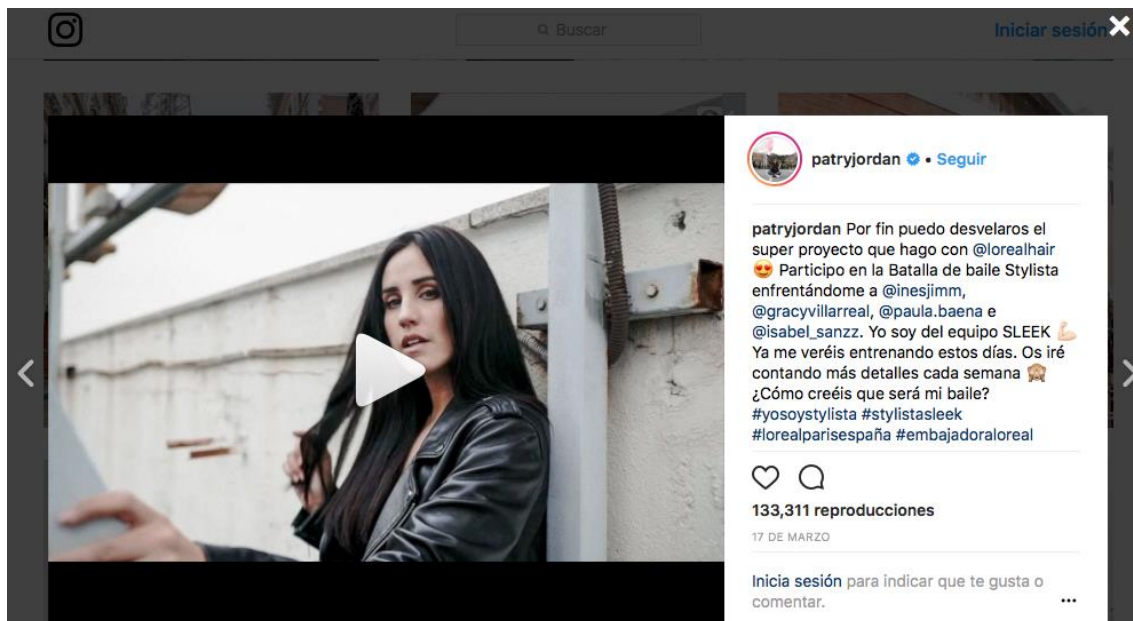 Buscar
Iniciar sesión
patryjordan • Seguir
patryjordan Por fin puedo desvelaros el
super proyecto que hago con @lorealhair
😍 Participo en la Batalla de baile Stylista
enfrentándome a @inesjimm,
@gracyvillarreal, @paula.baena e
@isabel_sanzz. Yo soy del equipo SLEEK 💪🏻
Ya me veréis entrenando estos días. Os iré
contando más detalles cada semana 🙈
¿Cómo creéis que será mi baile?
#yosoystylista #stylistasleek
#lorealparisespaña #embajadoraloreal
133,311 reproducciones
17 DE MARZO
Inicia sesión para indicar que te gusta o
comentar.